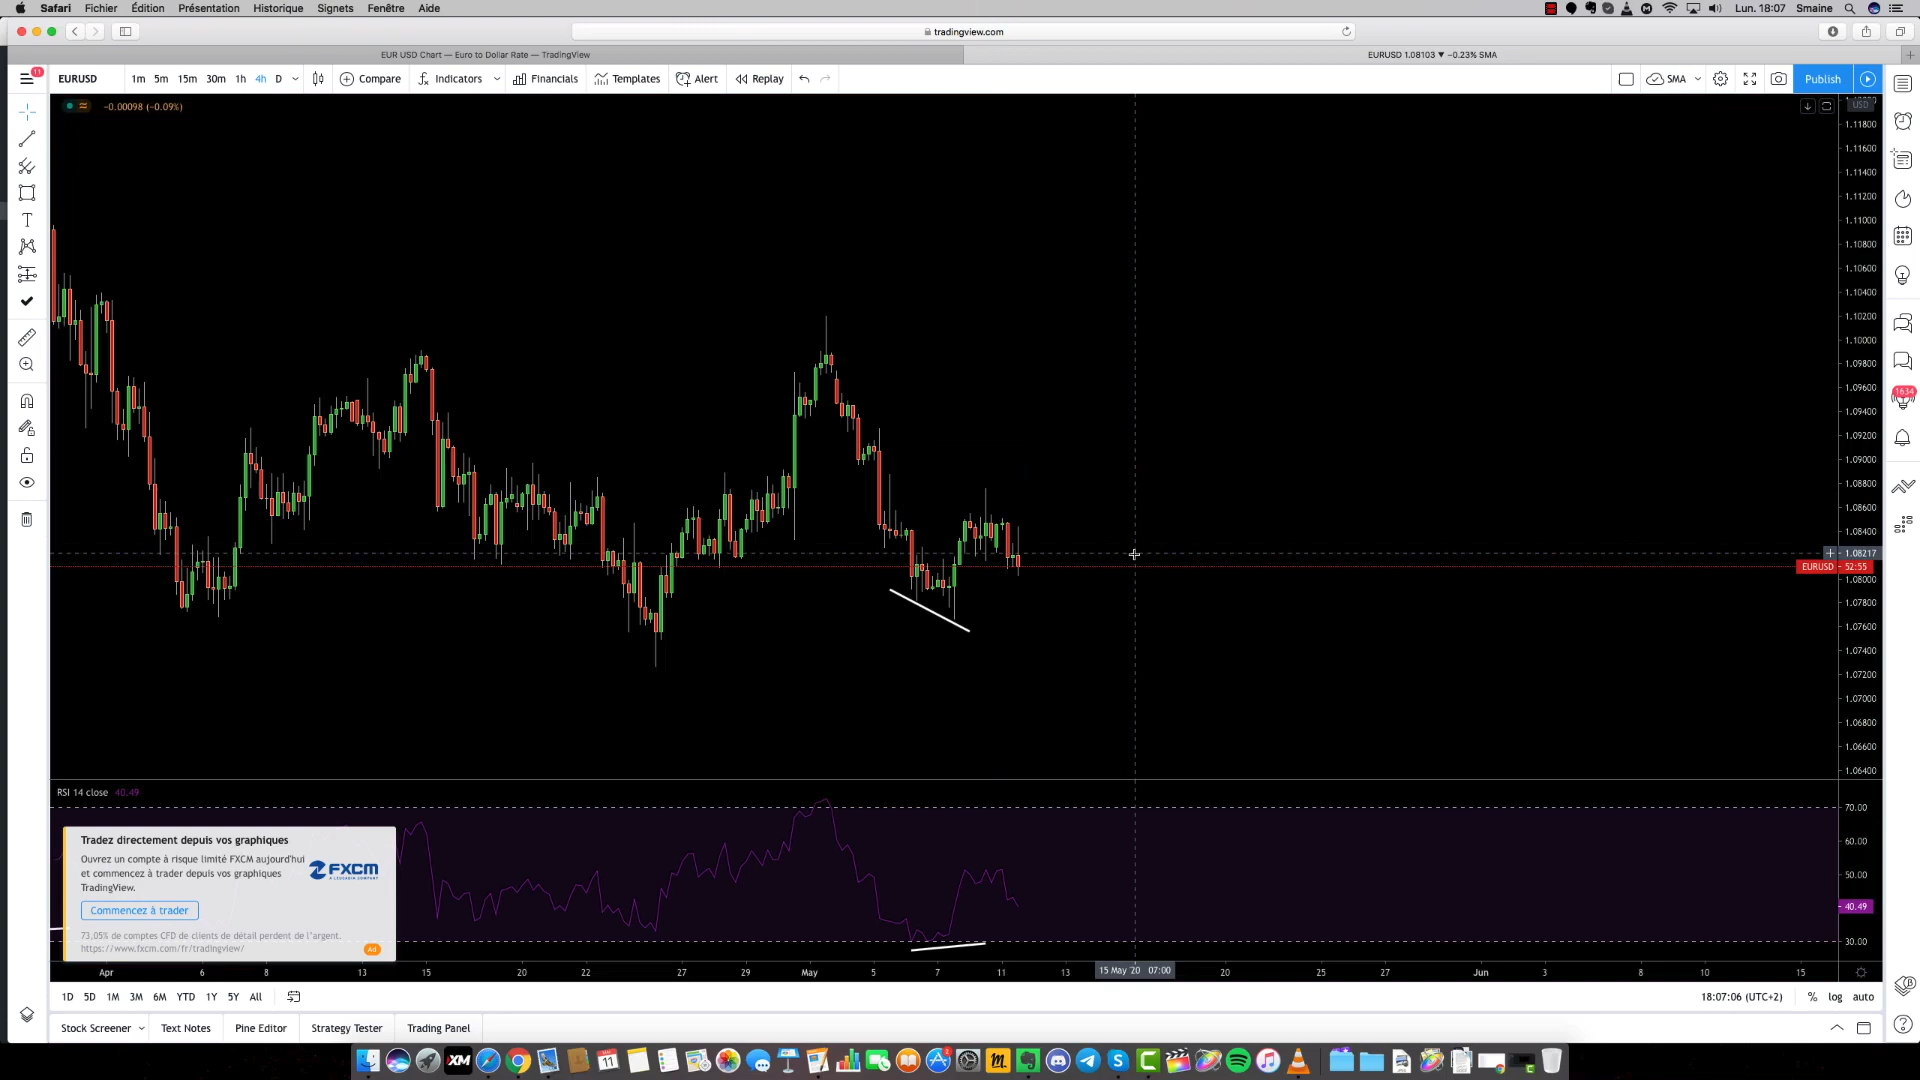 Safari Fichier Édition Présentation Historique Signets Fenêtre Aide Lun. 18:07 Smaine
tradingview.com
EUR USD Chart — Euro to Dollar Rate — TradingView EURUSD 1.08103 ▼ −0.23% SMA
11 EURUSD 1m 5m 15m 30m 1h 4h D Compare Indicators Financials Templates Alert Replay SMA Publish
−0.00098 (−0.09%)
USD
1.11800
1.11600
1.11400
1.11200
1.11000
1.10800
1.10600
1.10400
1.10200
1.10000
1.09800
1.09600
1.09400
1634
1.09200
1.09000
1.08800
1.08600
1.08400
1.08217
EURUSD 52:55
1.08000
1.07800
1.07600
1.07400
1.07200
1.07000
1.06800
1.06600
1.06400
RSI 14 close 40.49
70.00
60.00
50.00
40.49
30.00
Tradez directement depuis vos graphiques
Ouvrez un compte à risque limité FXCM aujourd'hui
et commencez à trader depuis vos graphiques
TradingView.
FXCM
Commencez à trader
73,05% de comptes CFD de clients de détail perdent de l'argent.
https://www.fxcm.com/fr/tradingview/
Ad
Apr 6 8 13 15 20 22 27 29 May 5 7 11 13 15 May '20 07:00 20 25 27 Jun 3 8 10 15
1D 5D 1M 3M 6M YTD 1Y 5Y All 18:07:06 (UTC+2) % log auto
Stock Screener Text Notes Pine Editor Strategy Tester Trading Panel
XM 11